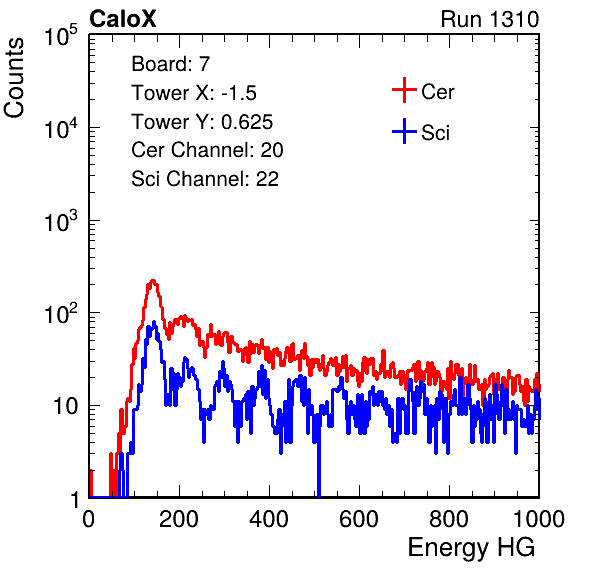 CaloX Run 1310
Counts
Board: 7
Tower X: -1.5
Tower Y: 0.625
Cer Channel: 20
Sci Channel: 22
Cer
Sci
10^5
10^4
10^3
10^2
10
1
0 200 400 600 800 1000
Energy HG